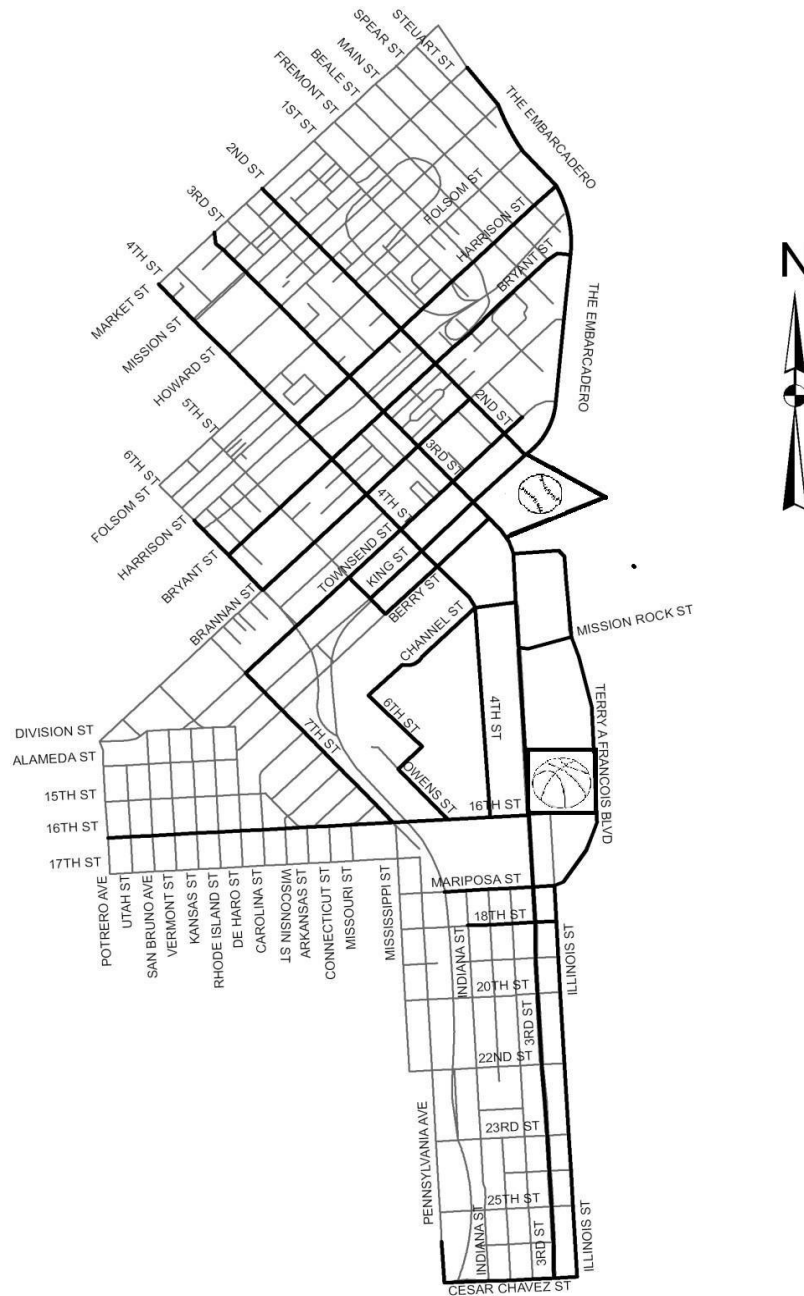 STEUART ST
SPEAR ST
MAIN ST
BEALE ST
FREMONT ST
1ST ST
2ND ST
3RD ST
4TH ST
MARKET ST
MISSION ST
HOWARD ST
5TH ST
6TH ST
FOLSOM ST
HARRISON ST
BRYANT ST
BRANNAN ST
THE EMBARCADERO
FOLSOM ST
HARRISON ST
BRYANT ST
THE EMBARCADERO
N
2ND ST
3RD ST
4TH ST
TOWNSEND ST
KING ST
BERRY ST
CHANNEL ST
MISSION ROCK ST
6TH ST
4TH ST
TERRY A FRANCOIS BLVD
7TH ST
OWENS ST
16TH ST
DIVISION ST
ALAMEDA ST
15TH ST
16TH ST
17TH ST
POTRERO AVE
UTAH ST
SAN BRUNO AVE
VERMONT ST
KANSAS ST
RHODE ISLAND ST
DE HARO ST
CAROLINA ST
WISCONSIN ST
ARKANSAS ST
CONNECTICUT ST
MISSOURI ST
MISSISSIPPI ST
MARIPOSA ST
18TH ST
INDIANA ST
ILLINOIS ST
20TH ST
3RD ST
22ND ST
PENNSYLVANIA AVE
23RD ST
25TH ST
INDIANA ST
3RD ST
ILLINOIS ST
CESAR CHAVEZ ST